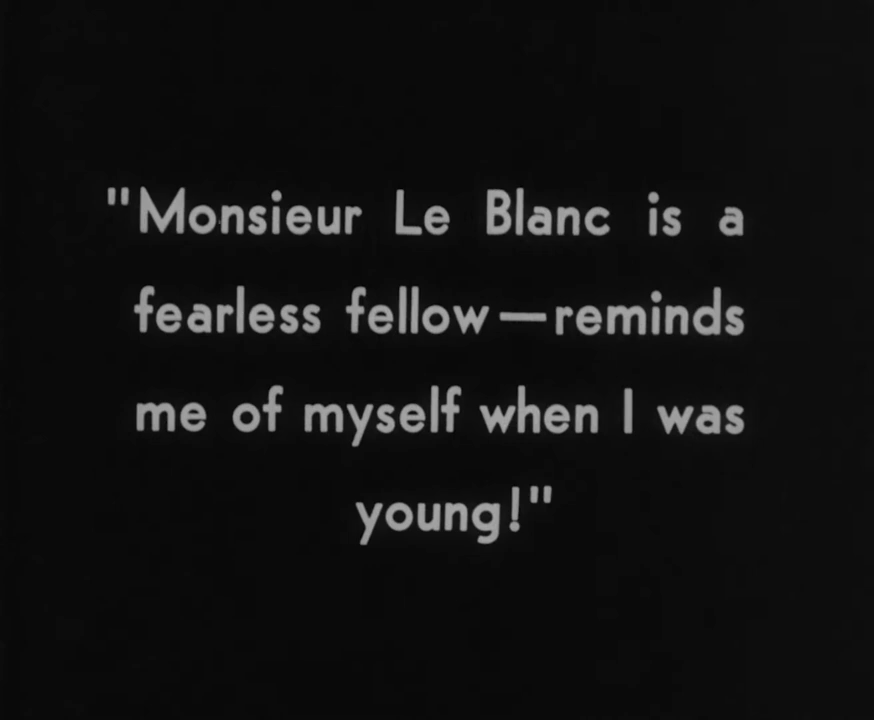 "Monsieur Le Blanc is a
fearless fellow—reminds
me of myself when I was
young!"